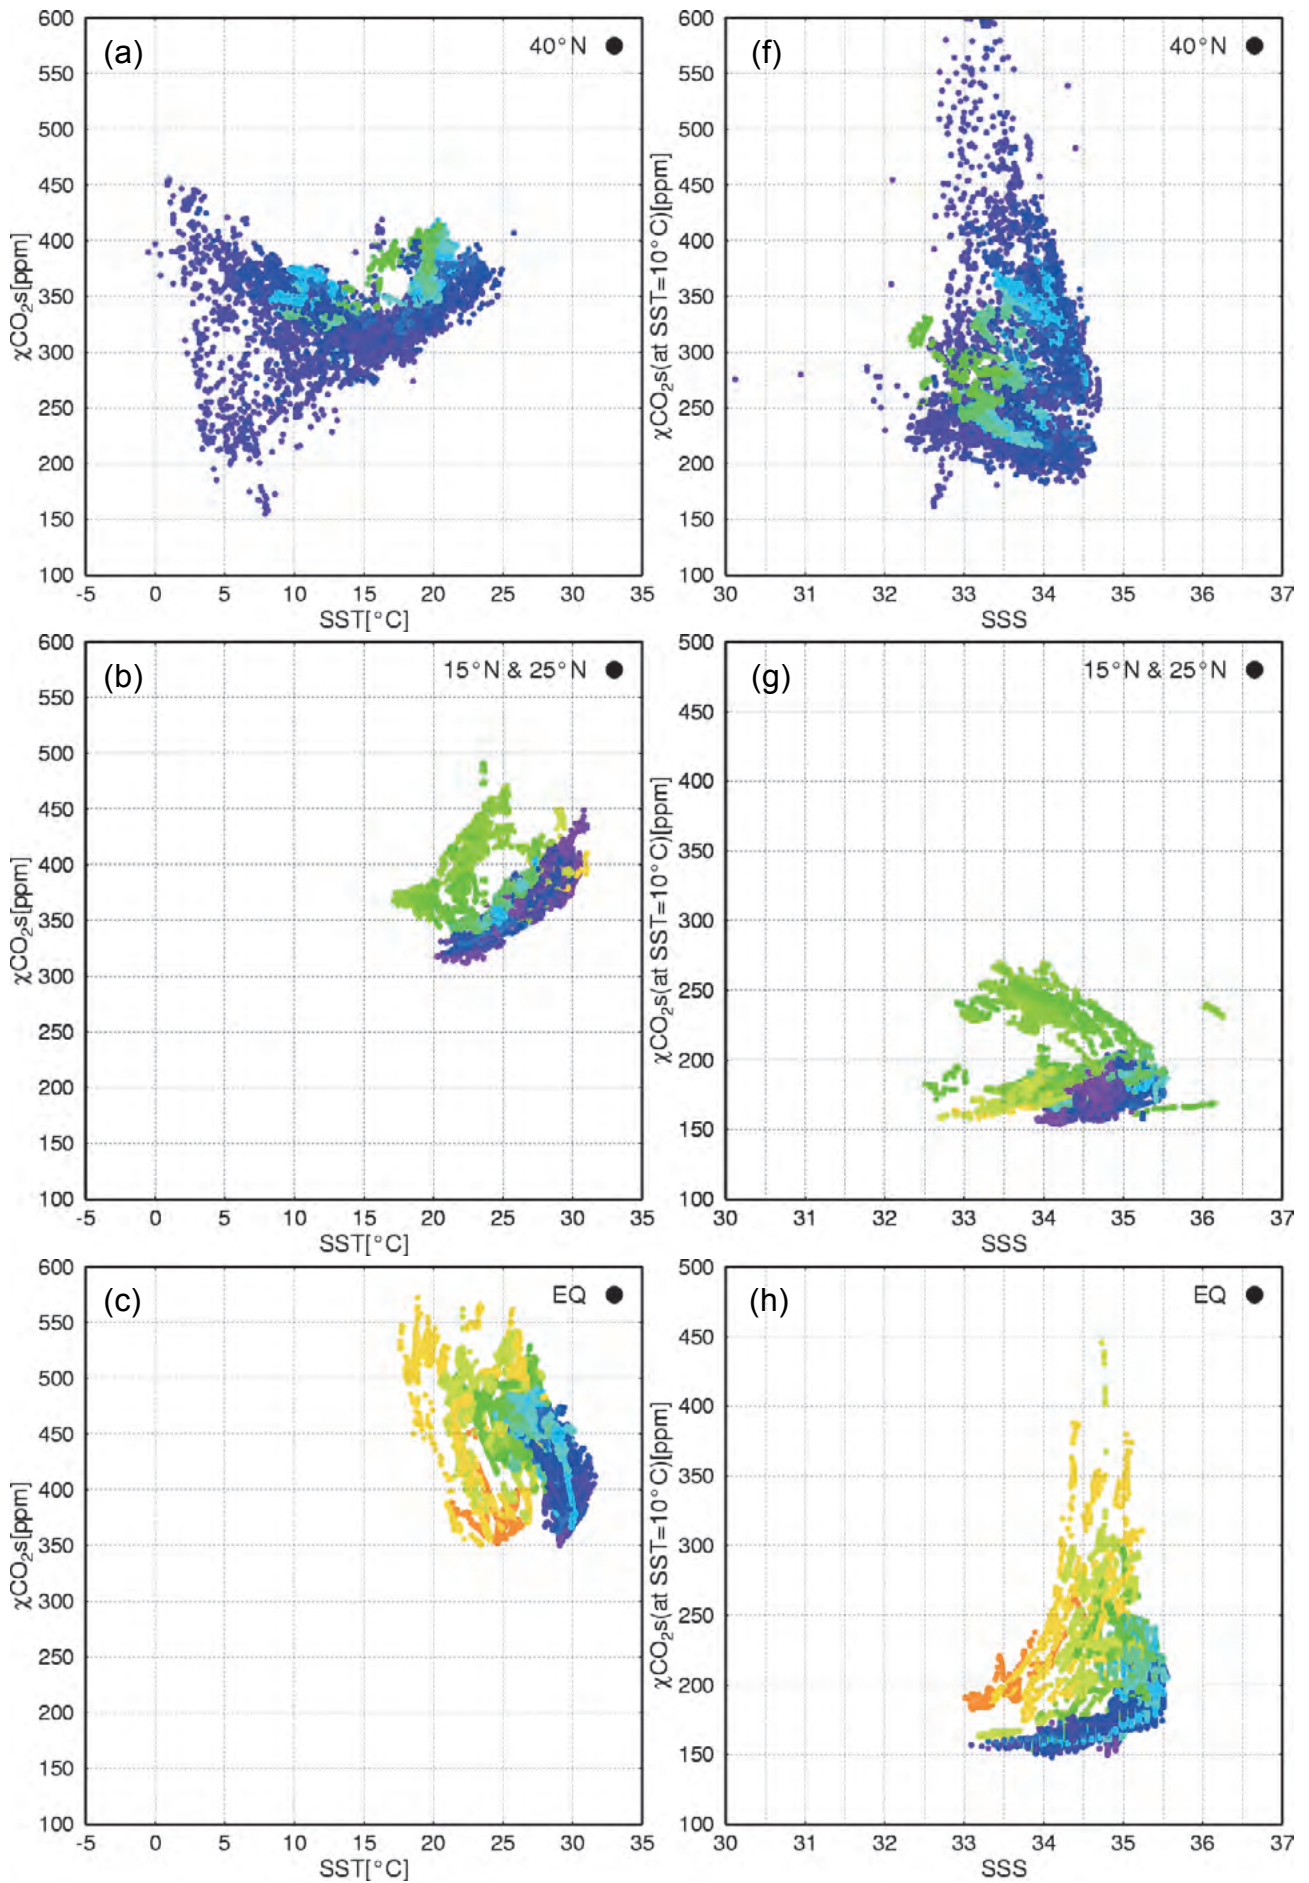 (a)
40°N
600
550
500
450
400
350
300
250
200
150
100
χCO₂s[ppm]
-5 0 5 10 15 20 25 30 35
SST[°C]
(f)
40°N
600
550
500
450
400
350
300
250
200
150
100
χCO₂s(at SST=10°C)[ppm]
30 31 32 33 34 35 36 37
SSS
(b)
15°N & 25°N
600
550
500
450
400
350
300
250
200
150
100
χCO₂s[ppm]
-5 0 5 10 15 20 25 30 35
SST[°C]
(g)
15°N & 25°N
500
450
400
350
300
250
200
150
100
χCO₂s(at SST=10°C)[ppm]
30 31 32 33 34 35 36 37
SSS
(c)
EQ
600
550
500
450
400
350
300
250
200
150
100
χCO₂s[ppm]
-5 0 5 10 15 20 25 30 35
SST[°C]
(h)
EQ
500
450
400
350
300
250
200
150
100
χCO₂s(at SST=10°C)[ppm]
30 31 32 33 34 35 36 37
SSS